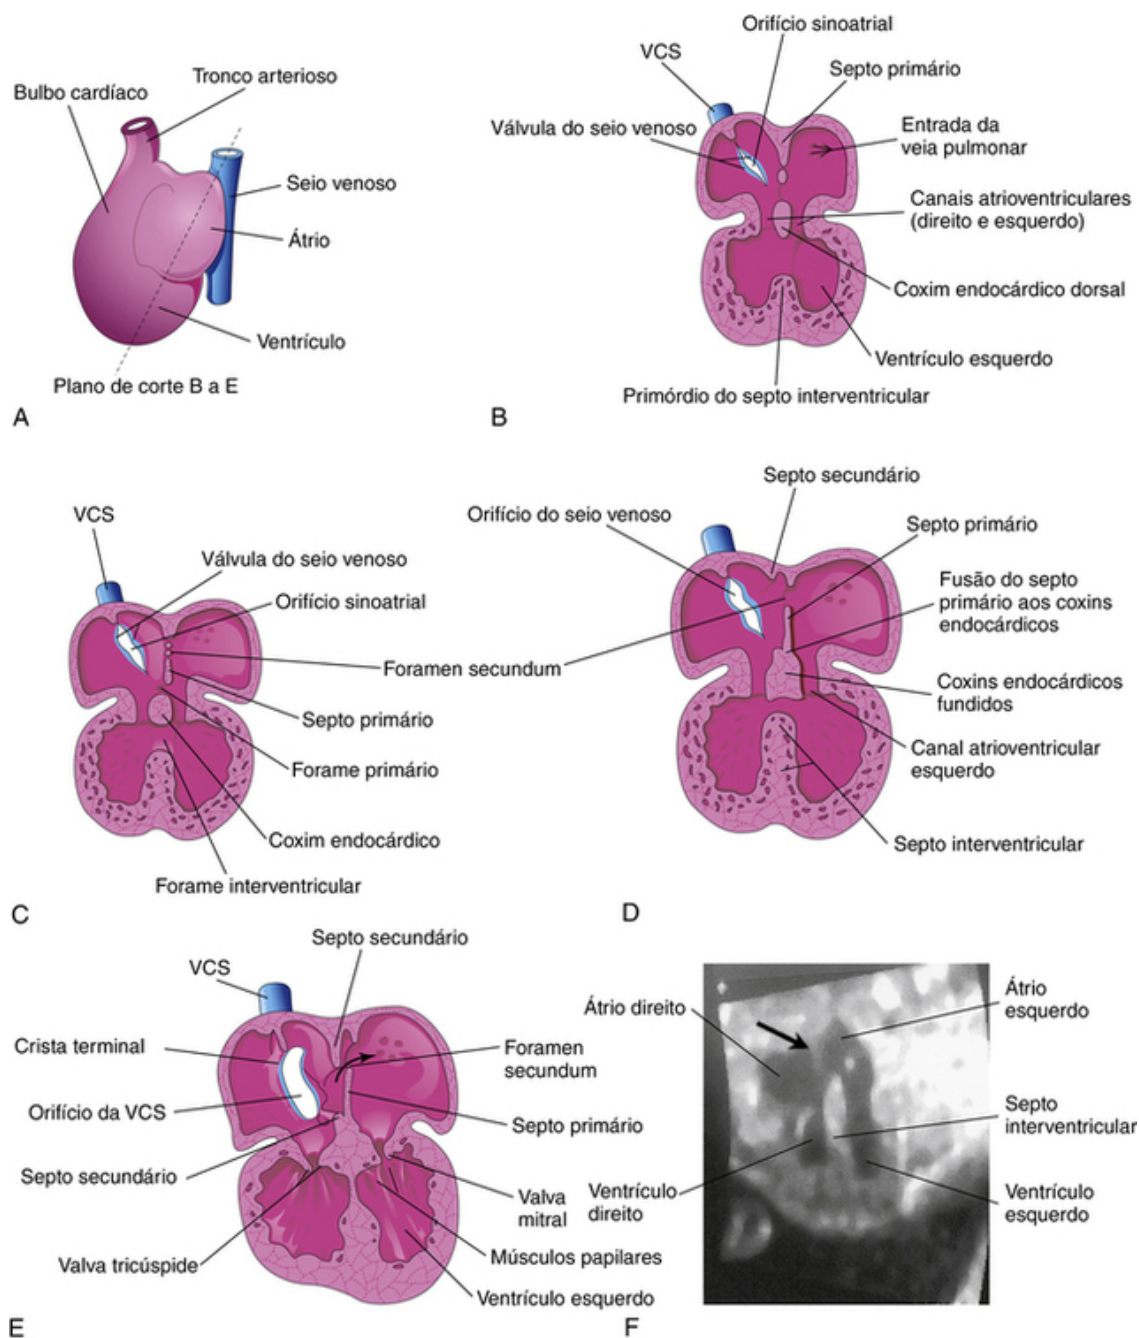 Tronco arterioso
Bulbo cardíaco
Seio venoso
Átrio
Ventrículo
Plano de corte B a E
A
Orifício sinoatrial
VCS
Septo primário
Válvula do seio venoso
Entrada da
veia pulmonar
Canais atrioventriculares
(direito e esquerdo)
Coxim endocárdico dorsal
Ventrículo esquerdo
Primórdio do septo interventricular
B
VCS
Válvula do seio venoso
Orifício sinoatrial
Foramen secundum
Septo primário
Forame primário
Coxim endocárdico
Forame interventricular
C
Septo secundário
Orifício do seio venoso
Septo primário
Fusão do septo
primário aos coxins
endocárdicos
Coxins endocárdicos
fundidos
Canal atrioventricular
esquerdo
Septo interventricular
D
Septo secundário
VCS
Crista terminal
Foramen
secundum
Orifício da VCS
Septo primário
Septo secundário
Valva
mitral
Valva tricúspide
Músculos papilares
Ventrículo esquerdo
E
Átrio direito
Átrio
esquerdo
Septo
interventricular
Ventrículo
direito
Ventrículo
esquerdo
F